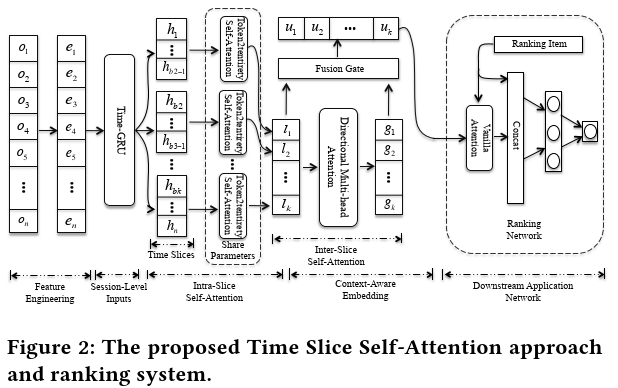 o1
o2
o3
o4
o5
⋮
on
e1
e2
e3
e4
e5
⋮
en
Time-GRU
h1
⋮
hb2−1
hb2
⋮
hb3−1
⋮
hbk
⋮
hn
Time Slices
Token2entirety
Self-Attention
Token2entirety
Self-Attention
⋮
Token2entirety
Self-Attention
Share
Parameters
u1 u2 ••• uk
Fusion Gate
l1
l2
⋮
lk
Directional Multi-head
Attention
g1
g2
⋮
gk
Inter-Slice
Self-Attention
Ranking Item
Vanilla
Attention
Concat
Ranking
Network
Feature
Engineering
Session-Level
Inputs
Intra-Slice
Self-Attention
Context-Aware
Embedding
Downstream Application
Network
Figure 2: The proposed Time Slice Self-Attention approach
and ranking system.